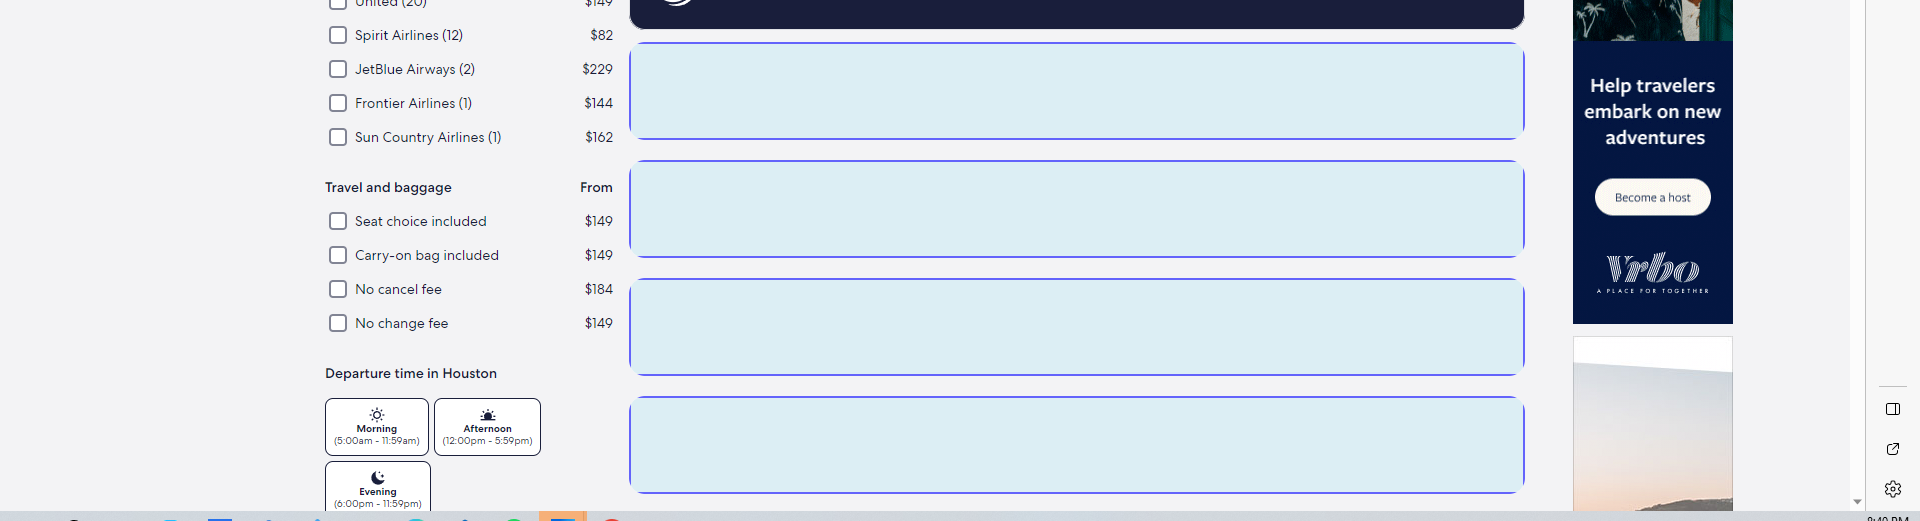 United (20) $149
Spirit Airlines (12) $82
JetBlue Airways (2) $229
Frontier Airlines (1) $144
Sun Country Airlines (1) $162
Travel and baggage From
Seat choice included $149
Carry-on bag included $149
No cancel fee $184
No change fee $149
Departure time in Houston
Morning
(5:00am - 11:59am)
Afternoon
(12:00pm - 5:59pm)
Evening
(6:00pm - 11:59pm)
Help travelers
embark on new
adventures
Become a host
Vrbo
A PLACE FOR TOGETHER
8:40 PM